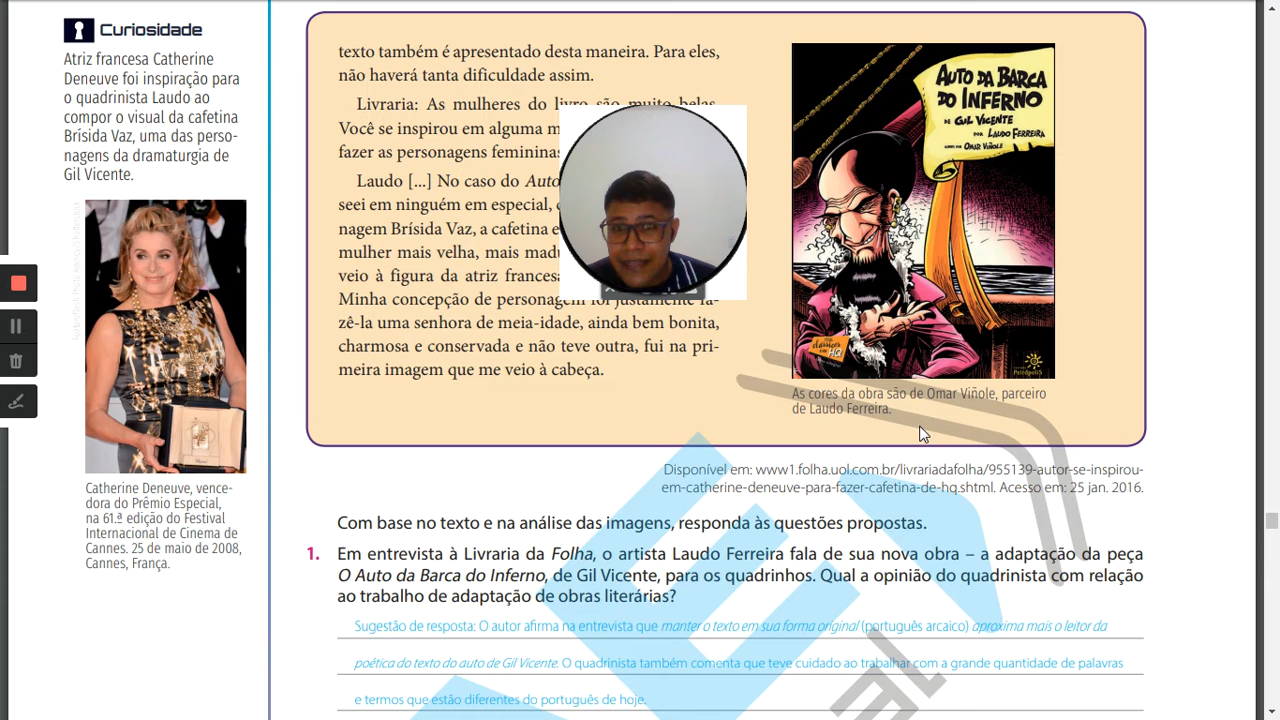 Curiosidade
Atriz francesa Catherine
Deneuve foi inspiração para
o quadrinista Laudo ao
compor o visual da cafetina
Brísida Vaz, uma das perso-
nagens da dramaturgia de
Gil Vicente.
Catherine Deneuve, vence-
dora do Prêmio Especial,
na 61.ª edição do Festival
Internacional de Cinema de
Cannes. 25 de maio de 2008,
Cannes, França.
texto também é apresentado desta maneira. Para eles,
não haverá tanta dificuldade assim.
Livraria: As mulheres do livro são muito belas.
Você se inspirou em alguma
fazer as personagens femininas
Laudo [...] No caso do Auto
seei em ninguém em especial,
nagem Brísida Vaz, a cafetina
mulher mais velha, mais
veio à figura da atriz francesa
Minha concepção de personagem foi justamente fa-
zê-la uma senhora de meia-idade, ainda bem bonita,
charmosa e conservada e não teve outra, fui na pri-
meira imagem que me veio à cabeça.
AUTO DA BARCA
DO INFERNO
DE GIL VICENTE
POR LAUDO FERREIRA
OMAR VIÑOLE
clássicos
em HQ
Peirópolis
As cores da obra são de Omar Viñole, parceiro
de Laudo Ferreira.
Disponível em: www1.folha.uol.com.br/livrariadafolha/955139-autor-se-inspirou-
em-catherine-deneuve-para-fazer-cafetina-de-hq.shtml. Acesso em: 25 jan. 2016.
Com base no texto e na análise das imagens, responda às questões propostas.
1. Em entrevista à Livraria da Folha, o artista Laudo Ferreira fala de sua nova obra – a adaptação da peça
O Auto da Barca do Inferno, de Gil Vicente, para os quadrinhos. Qual a opinião do quadrinista com relação
ao trabalho de adaptação de obras literárias?
Sugestão de resposta: O autor afirma na entrevista que manter o texto em sua forma original (português arcaico) aproxima mais o leitor da
poética do texto do auto de Gil Vicente. O quadrinista também comenta que teve cuidado ao trabalhar com a grande quantidade de palavras
e termos que estão diferentes do português de hoje.